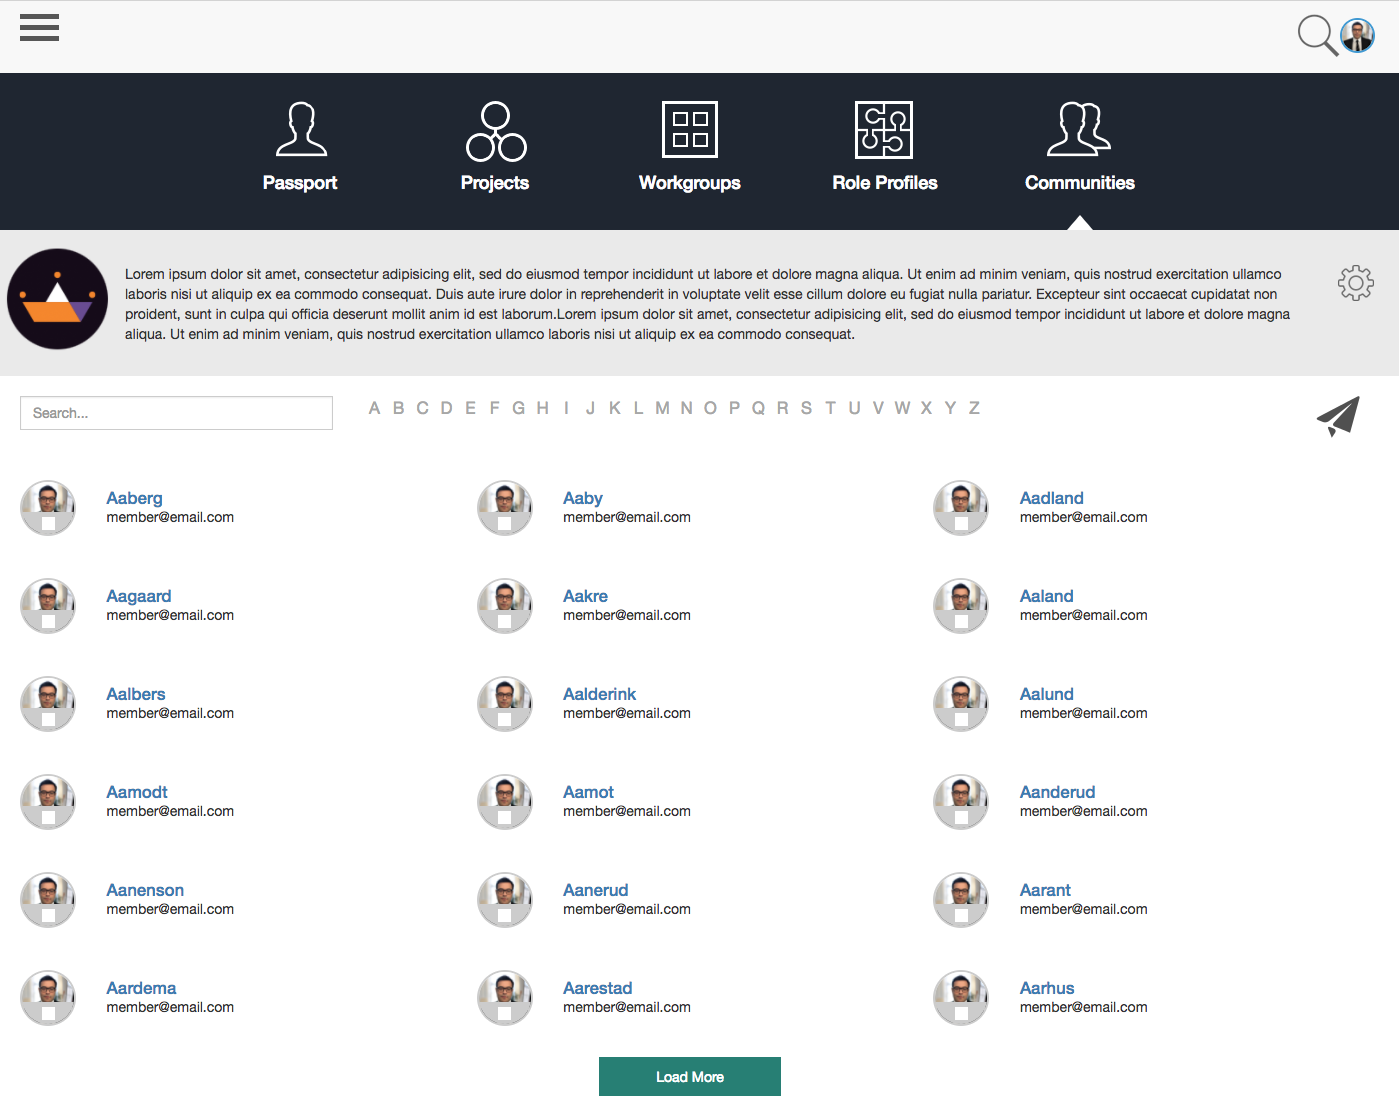 Passport
Projects
Workgroups
Role Profiles
Communities
Lorem ipsum dolor sit amet, consectetur adipisicing elit, sed do eiusmod tempor incididunt ut labore et dolore magna aliqua. Ut enim ad minim veniam, quis nostrud exercitation ullamco
laboris nisi ut aliquip ex ea commodo consequat. Duis aute irure dolor in reprehenderit in voluptate velit esse cillum dolore eu fugiat nulla pariatur. Excepteur sint occaecat cupidatat non
proident, sunt in culpa qui officia deserunt mollit anim id est laborum.Lorem ipsum dolor sit amet, consectetur adipisicing elit, sed do eiusmod tempor incididunt ut labore et dolore magna
aliqua. Ut enim ad minim veniam, quis nostrud exercitation ullamco laboris nisi ut aliquip ex ea commodo consequat.
Search...
A B C D E F G H I J K L M N O P Q R S T U V W X Y Z
Aaberg
member@email.com
Aaby
member@email.com
Aadland
member@email.com
Aagaard
member@email.com
Aakre
member@email.com
Aaland
member@email.com
Aalbers
member@email.com
Aalderink
member@email.com
Aalund
member@email.com
Aamodt
member@email.com
Aamot
member@email.com
Aanderud
member@email.com
Aanenson
member@email.com
Aanerud
member@email.com
Aarant
member@email.com
Aardema
member@email.com
Aarestad
member@email.com
Aarhus
member@email.com
Load More